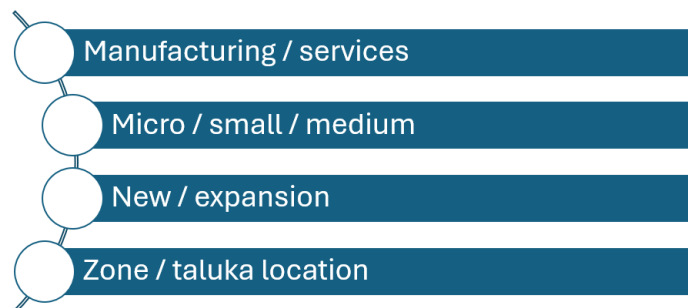 Manufacturing / services
Micro / small / medium
New / expansion
Zone / taluka location